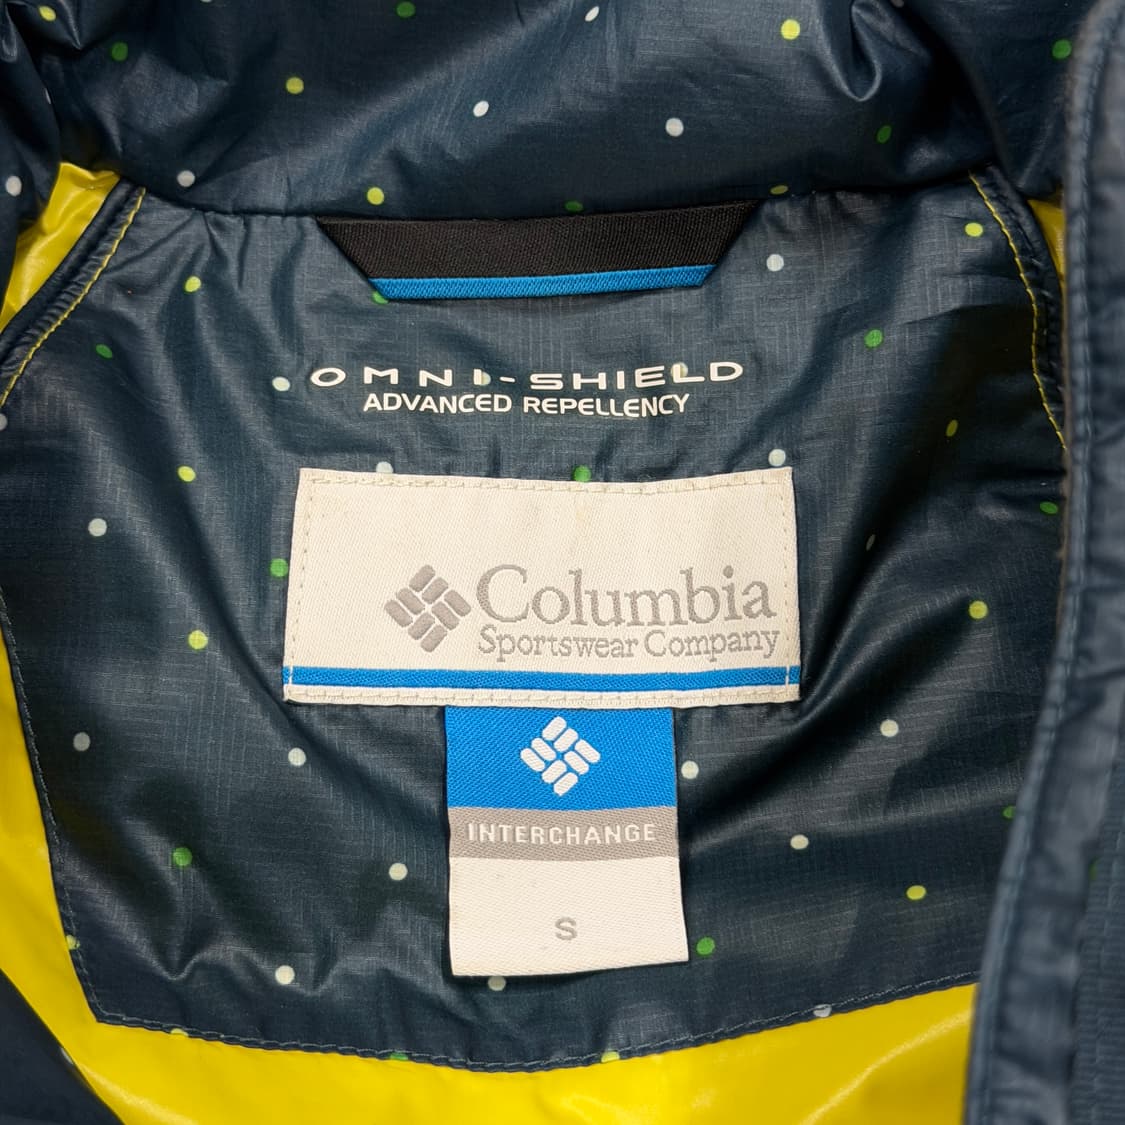 OMNI-SHIELD
ADVANCED REPELLENCY
Columbia
Sportswear Company
INTERCHANGE
S